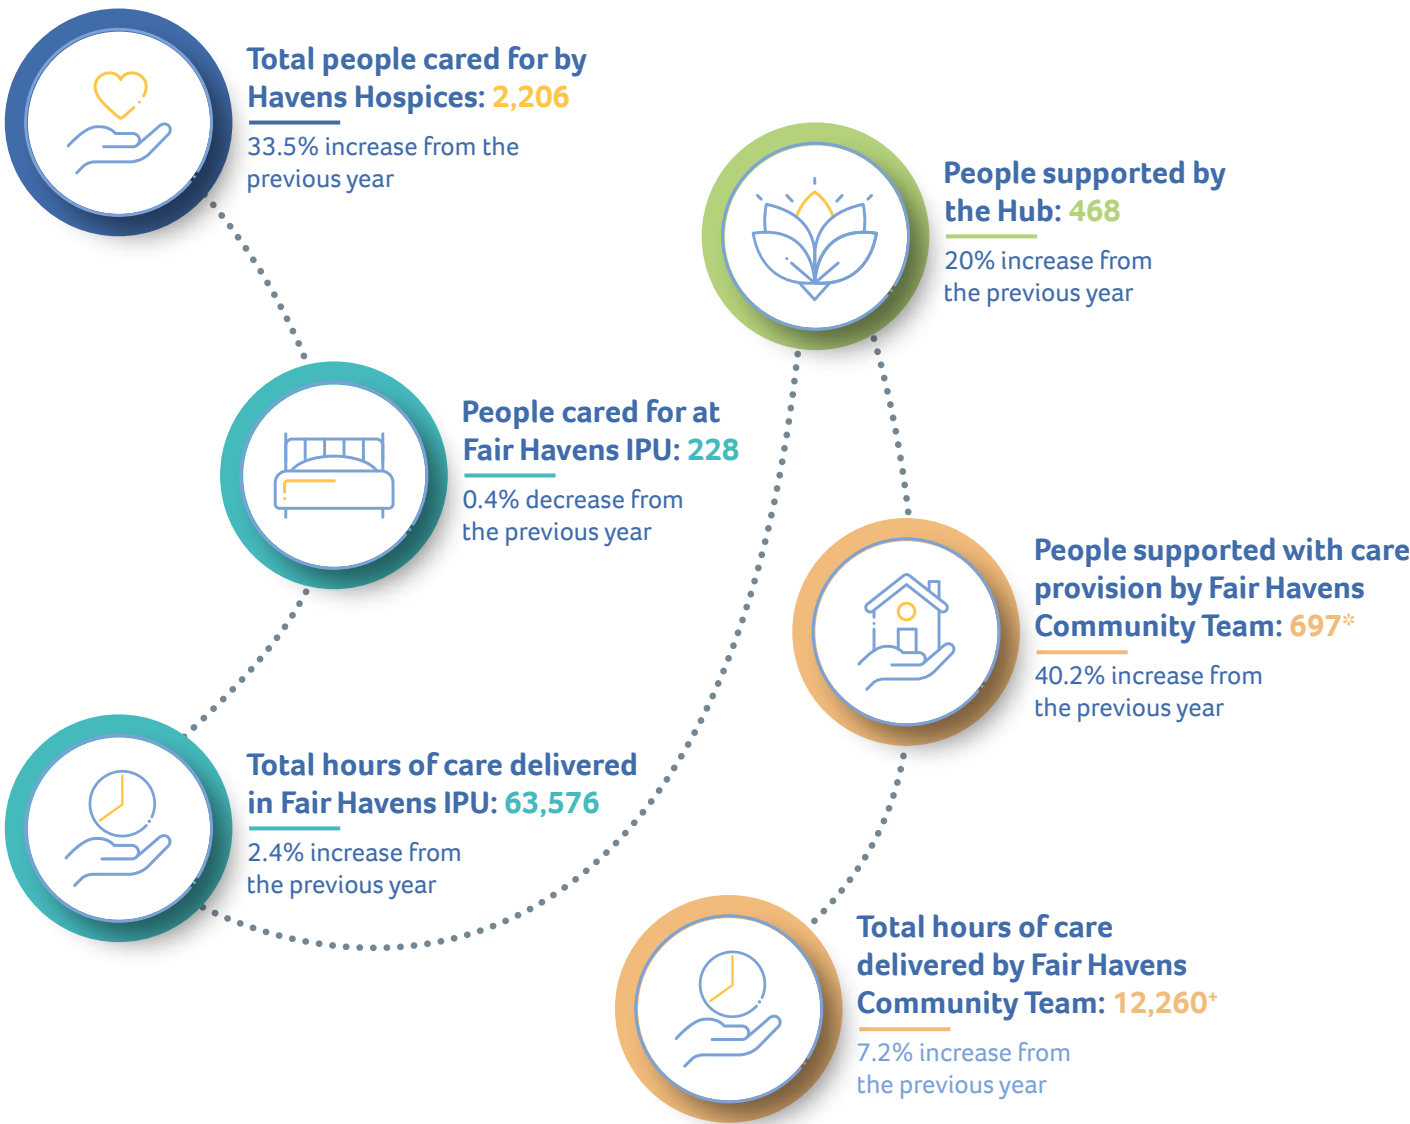 Total people cared for by
Havens Hospices: 2,206
33.5% increase from the
previous year
People cared for at
Fair Havens IPU: 228
0.4% decrease from
the previous year
Total hours of care delivered
in Fair Havens IPU: 63,576
2.4% increase from
the previous year
People supported by
the Hub: 468
20% increase from
the previous year
People supported with care
provision by Fair Havens
Community Team: 697*
40.2% increase from
the previous year
Total hours of care
delivered by Fair Havens
Community Team: 12,260+
7.2% increase from
the previous year